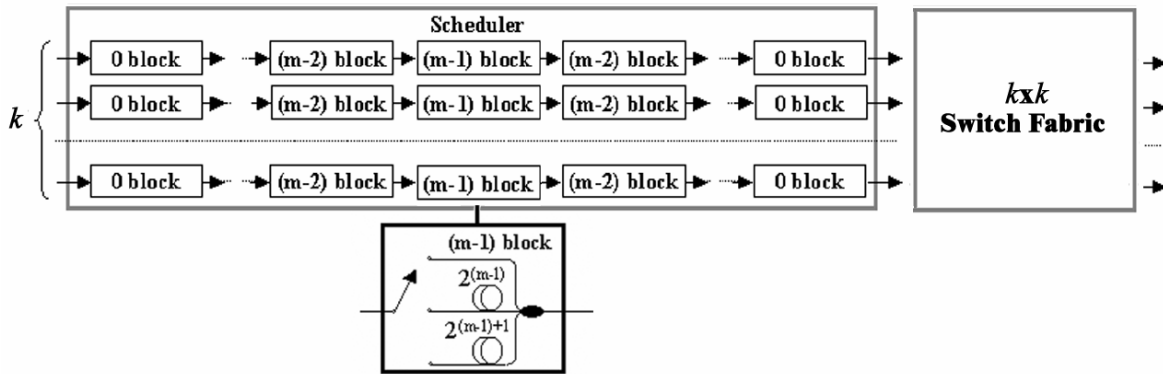 Scheduler
0 block (m-2) block (m-1) block (m-2) block 0 block
0 block (m-2) block (m-1) block (m-2) block 0 block
k
kxk
Switch Fabric
0 block (m-2) block (m-1) block (m-2) block 0 block
(m-1) block
2^(m-1)
2^(m-1)+1